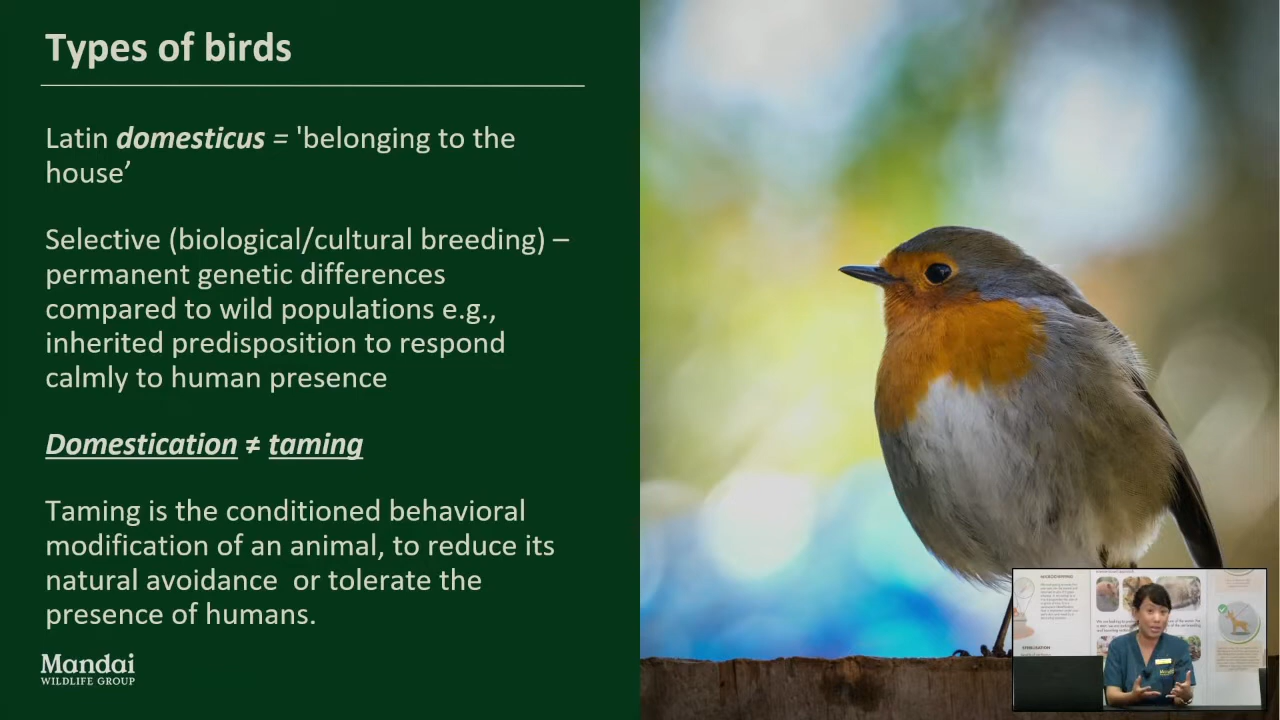 Types of birds
Latin domesticus = 'belonging to the
house’
Selective (biological/cultural breeding) –
permanent genetic differences
compared to wild populations e.g.,
inherited predisposition to respond
calmly to human presence
Domestication ≠ taming
Taming is the conditioned behavioral
modification of an animal, to reduce its
natural avoidance or tolerate the
presence of humans.
Mandai
WILDLIFE GROUP
MICROCHIPPING
STERILISATION